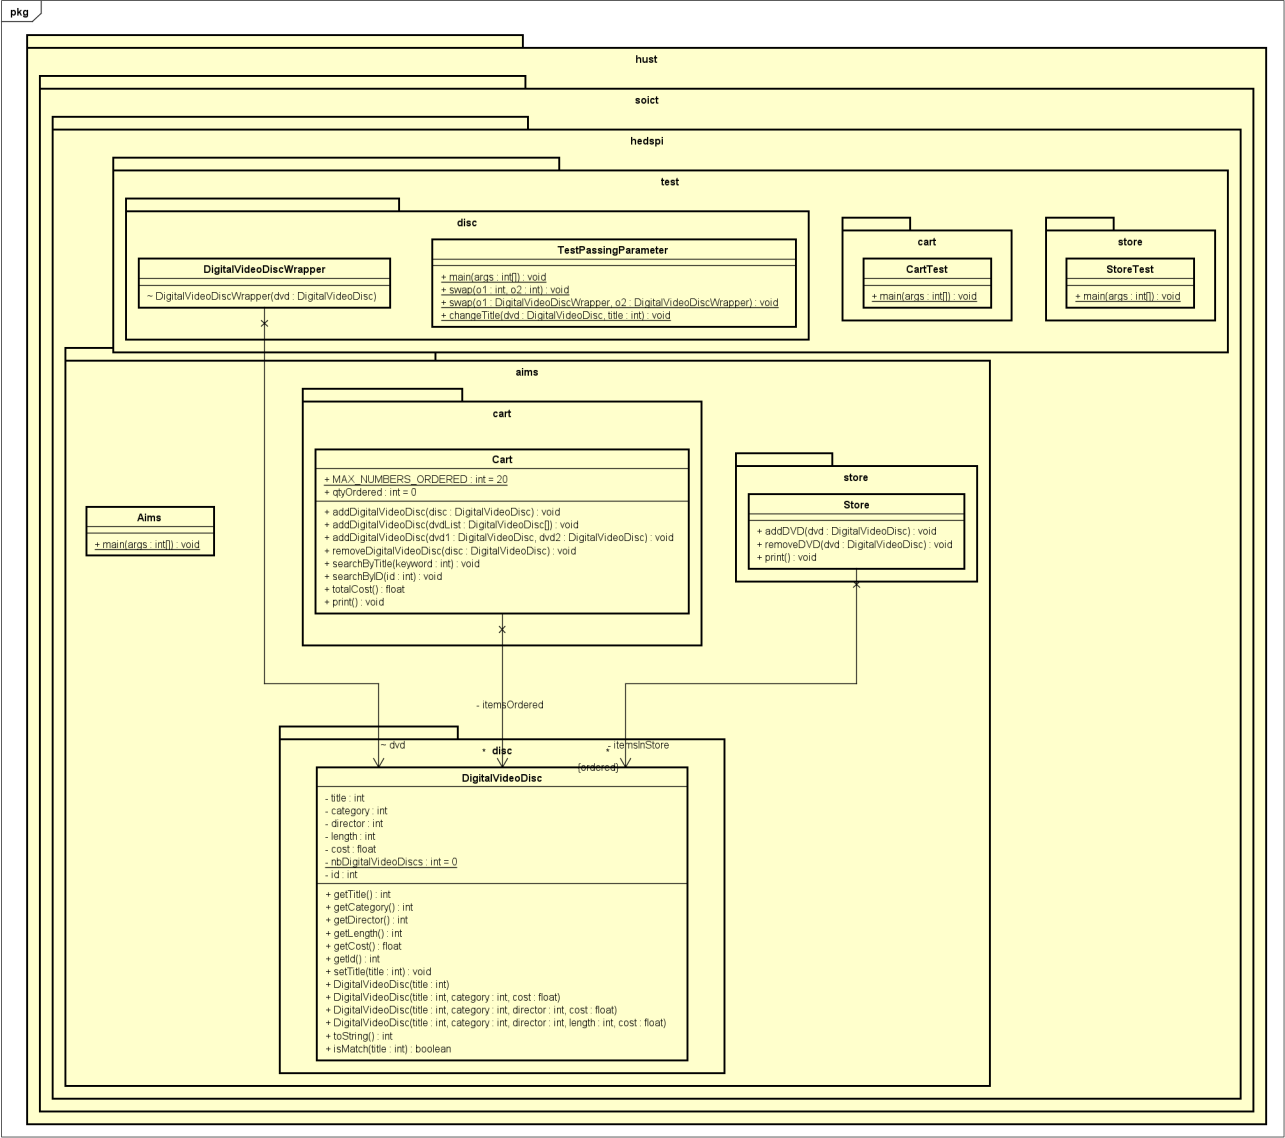 pkg
hust
soict
hedspi
test
disc
DigitalVideoDiscWrapper
~ DigitalVideoDiscWrapper(dvd : DigitalVideoDisc)
TestPassingParameter
+ main(args : int[]) : void
+ swap(o1 : int, o2 : int) : void
+ swap(o1 : DigitalVideoDiscWrapper, o2 : DigitalVideoDiscWrapper) : void
+ changeTitle(dvd : DigitalVideoDisc, title : int) : void
cart
CartTest
+ main(args : int[]) : void
store
StoreTest
+ main(args : int[]) : void
aims
Aims
+ main(args : int[]) : void
cart
Cart
+ MAX_NUMBERS_ORDERED : int = 20
+ qtyOrdered : int = 0
+ addDigitalVideoDisc(disc : DigitalVideoDisc) : void
+ addDigitalVideoDisc(dvdList : DigitalVideoDisc[]) : void
+ addDigitalVideoDisc(dvd1 : DigitalVideoDisc, dvd2 : DigitalVideoDisc) : void
+ removeDigitalVideoDisc(disc : DigitalVideoDisc) : void
+ searchByTitle(keyword : int) : void
+ searchByID(id : int) : void
+ totalCost() : float
+ print() : void
store
Store
+ addDVD(dvd : DigitalVideoDisc) : void
+ removeDVD(dvd : DigitalVideoDisc) : void
+ print() : void
- itemsOrdered
~ dvd
*
disc
*
- itemsInStore
{ordered}
DigitalVideoDisc
- title : int
- category : int
- director : int
- length : int
- cost : float
- nbDigitalVideoDiscs : int = 0
- id : int
+ getTitle() : int
+ getCategory() : int
+ getDirector() : int
+ getLength() : int
+ getCost() : float
+ getId() : int
+ setTitle(title : int) : void
+ DigitalVideoDisc(title : int)
+ DigitalVideoDisc(title : int, category : int, cost : float)
+ DigitalVideoDisc(title : int, category : int, director : int, cost : float)
+ DigitalVideoDisc(title : int, category : int, director : int, length : int, cost : float)
+ toString() : int
+ isMatch(title : int) : boolean